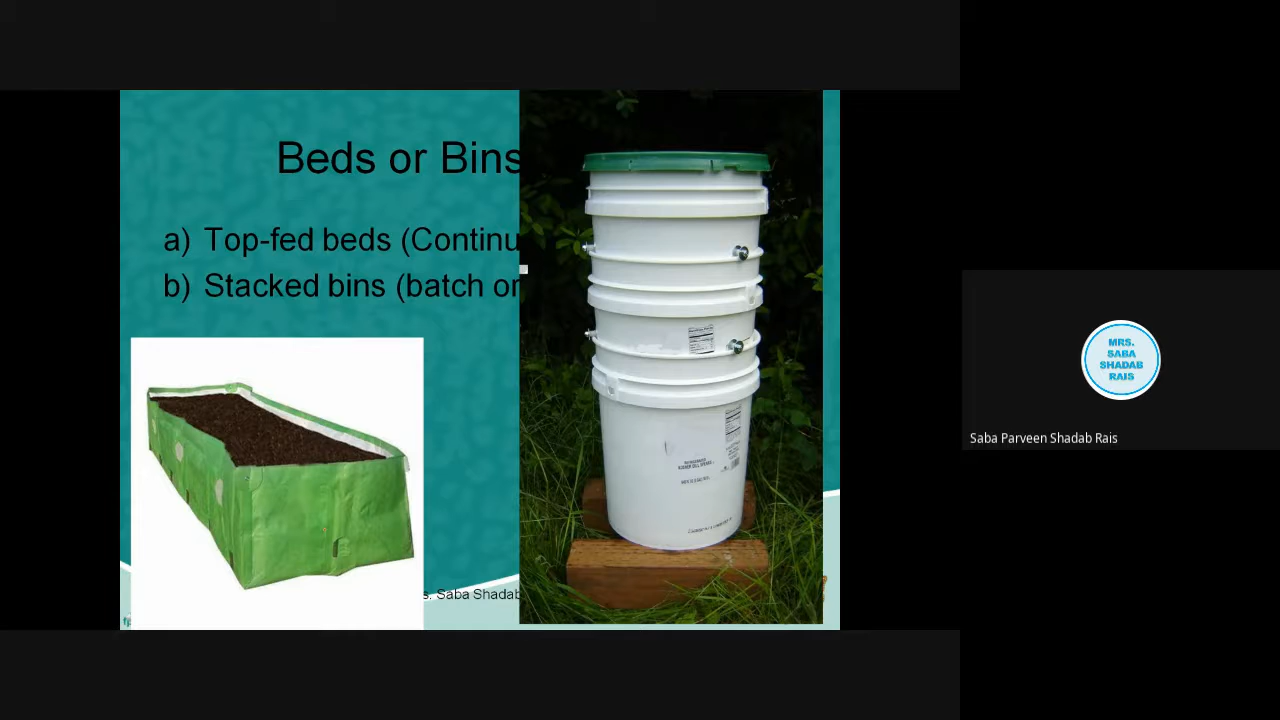 Beds or Bins
a) Top-fed beds (Continu
b) Stacked bins (batch or
s. Saba Shadab
MRS.
SABA
SHADAB
RAIS
Saba Parveen Shadab Rais